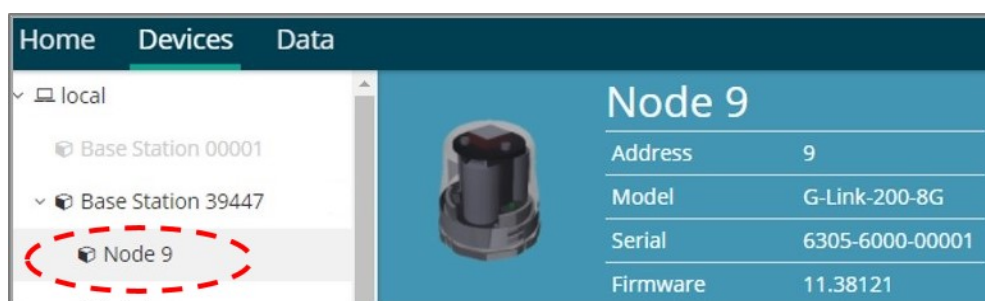 Home Devices Data
local
Base Station 00001
Base Station 39447
Node 9
Node 9
Address 9
Model G-Link-200-8G
Serial 6305-6000-00001
Firmware 11.38121